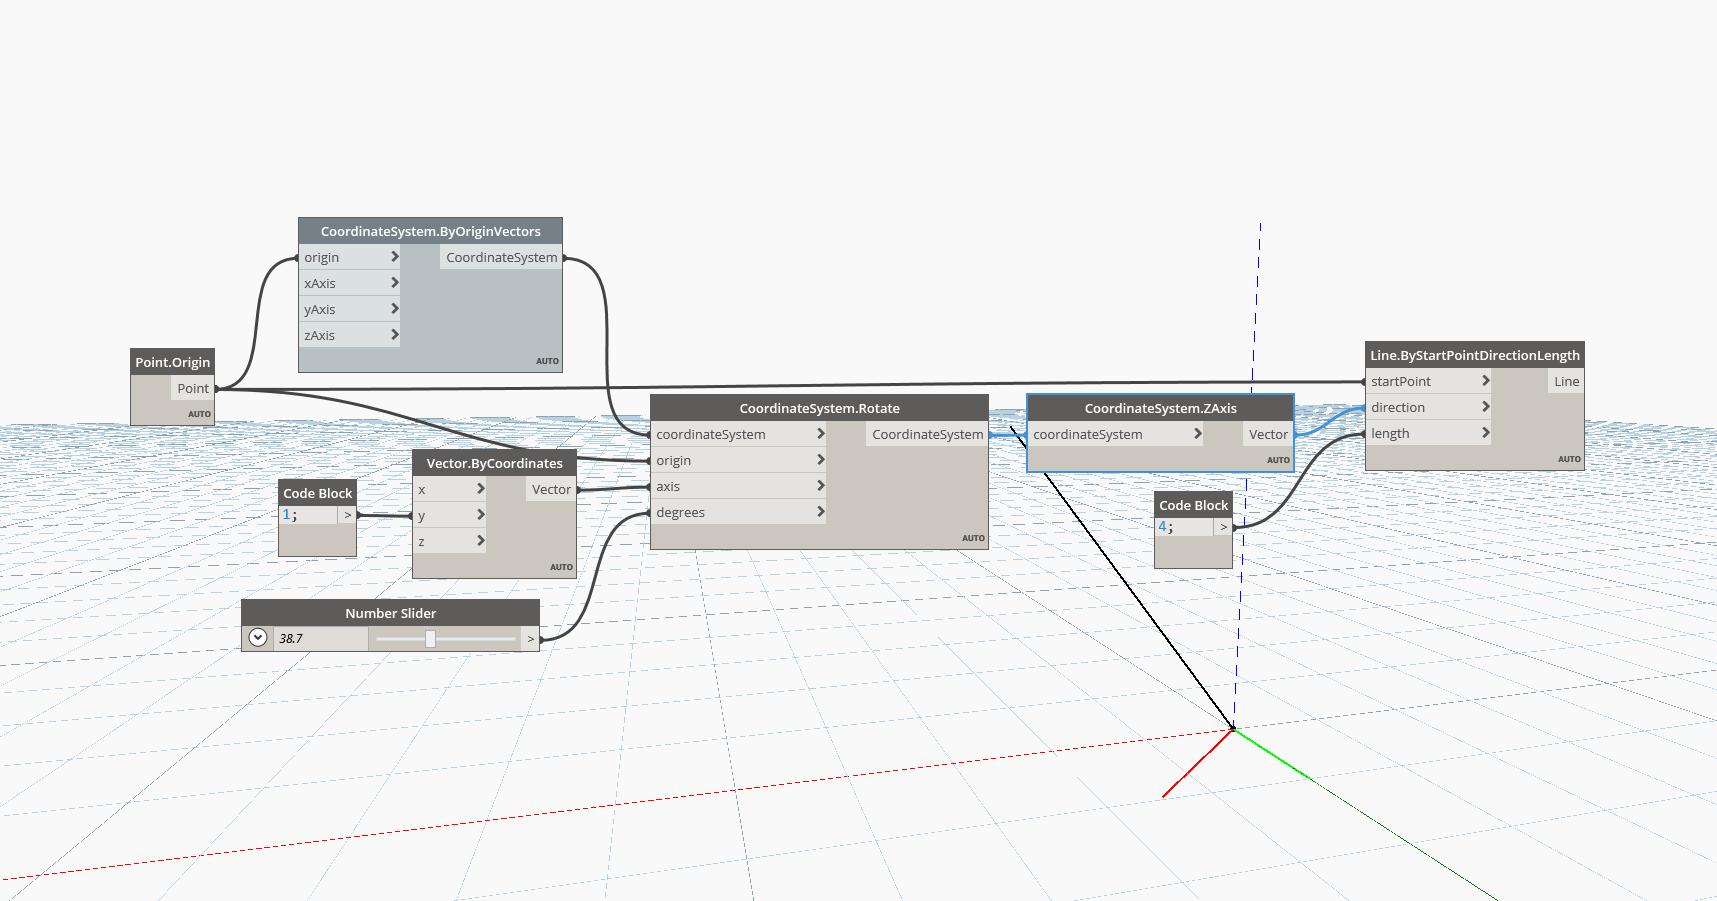 CoordinateSystem.ByOriginVectors
origin
CoordinateSystem
xAxis
yAxis
zAxis
AUTO
Point.Origin
Point
AUTO
Code Block
1;
>
Vector.ByCoordinates
x
Vector
y
z
AUTO
Number Slider
38.7
>
CoordinateSystem.Rotate
coordinateSystem
CoordinateSystem
origin
axis
degrees
AUTO
CoordinateSystem.ZAxis
coordinateSystem
Vector
AUTO
Code Block
4;
>
Line.ByStartPointDirectionLength
startPoint
Line
direction
length
AUTO